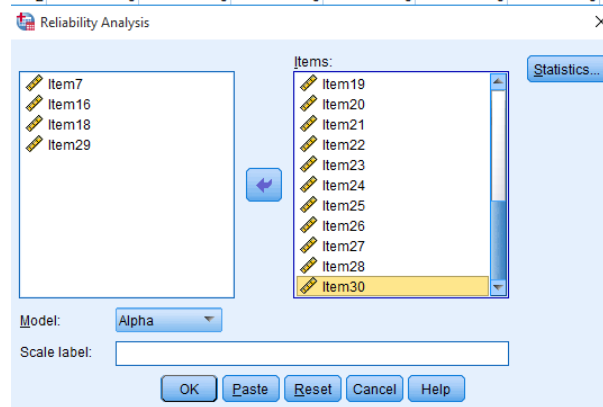 Reliability Analysis
Items:
Statistics...
Item7
Item16
Item18
Item29
Item19
Item20
Item21
Item22
Item23
Item24
Item25
Item26
Item27
Item28
Item30
Model:
Alpha
Scale label:
OK
Paste
Reset
Cancel
Help